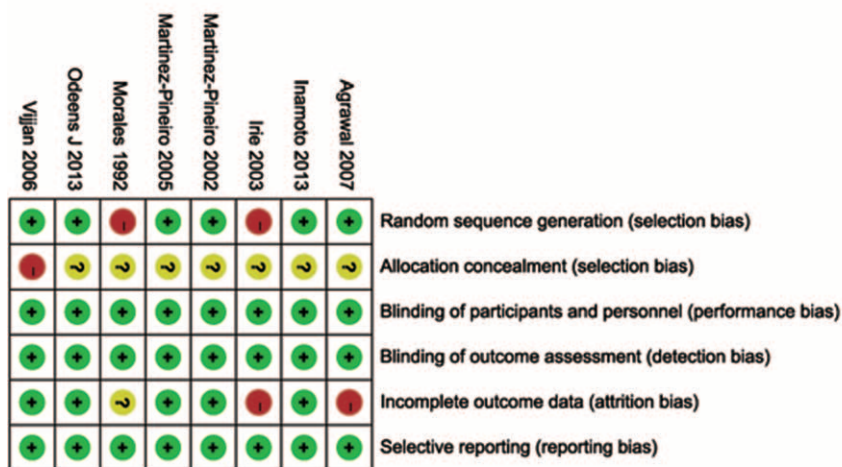 Vijjan 2006
Odeens J 2013
Morales 1992
Martinez-Pineiro 2005
Martinez-Pineiro 2002
Irie 2003
Inamoto 2013
Agrawal 2007
+ + - + + - + + Random sequence generation (selection bias)
- ? ? ? ? ? ? ? Allocation concealment (selection bias)
+ + + + + + + + Blinding of participants and personnel (performance bias)
+ + + + + + + + Blinding of outcome assessment (detection bias)
+ + ? + + - + - Incomplete outcome data (attrition bias)
+ + + + + + + + Selective reporting (reporting bias)